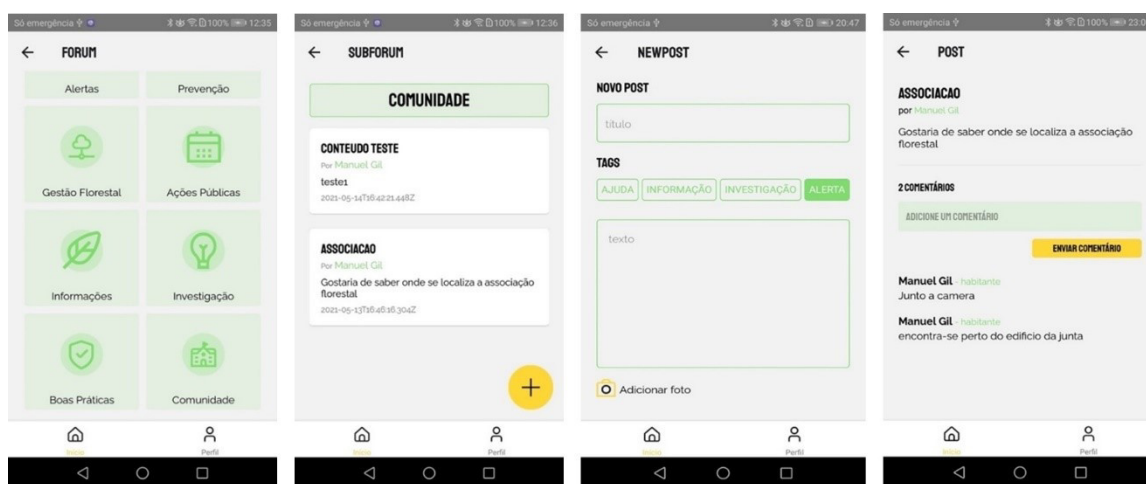 Só emergência
100% 12:35
FORUM
Alertas
Prevenção
Gestão Florestal
Ações Públicas
Informações
Investigação
Boas Práticas
Comunidade
Início
Perfil
Só emergência
100% 12:36
SUBFORUM
COMUNIDADE
CONTEUDO TESTE
Por Manuel Gil
teste1
2021-05-14T16:42:21.448Z
ASSOCIACAO
Por Manuel Gil
Gostaria de saber onde se localiza a associação
florestal
2021-05-13T16:46:16.304Z
+
Início
Perfil
Só emergência
20:47
NEWPOST
NOVO POST
título
TAGS
AJUDA
INFORMAÇÃO
INVESTIGAÇÃO
ALERTA
texto
Adicionar foto
Início
Perfil
Só emergência
100%
POST
ASSOCIACAO
por Manuel Gil
Gostaria de saber onde se localiza a associação
florestal
2 COMENTÁRIOS
ADICIONE UM COMENTÁRIO
ENVIAR COMENTÁRIO
Manuel Gil - habitante
Junto a camera
Manuel Gil - habitante
encontra-se perto do edificio da junta
Início
Perfil